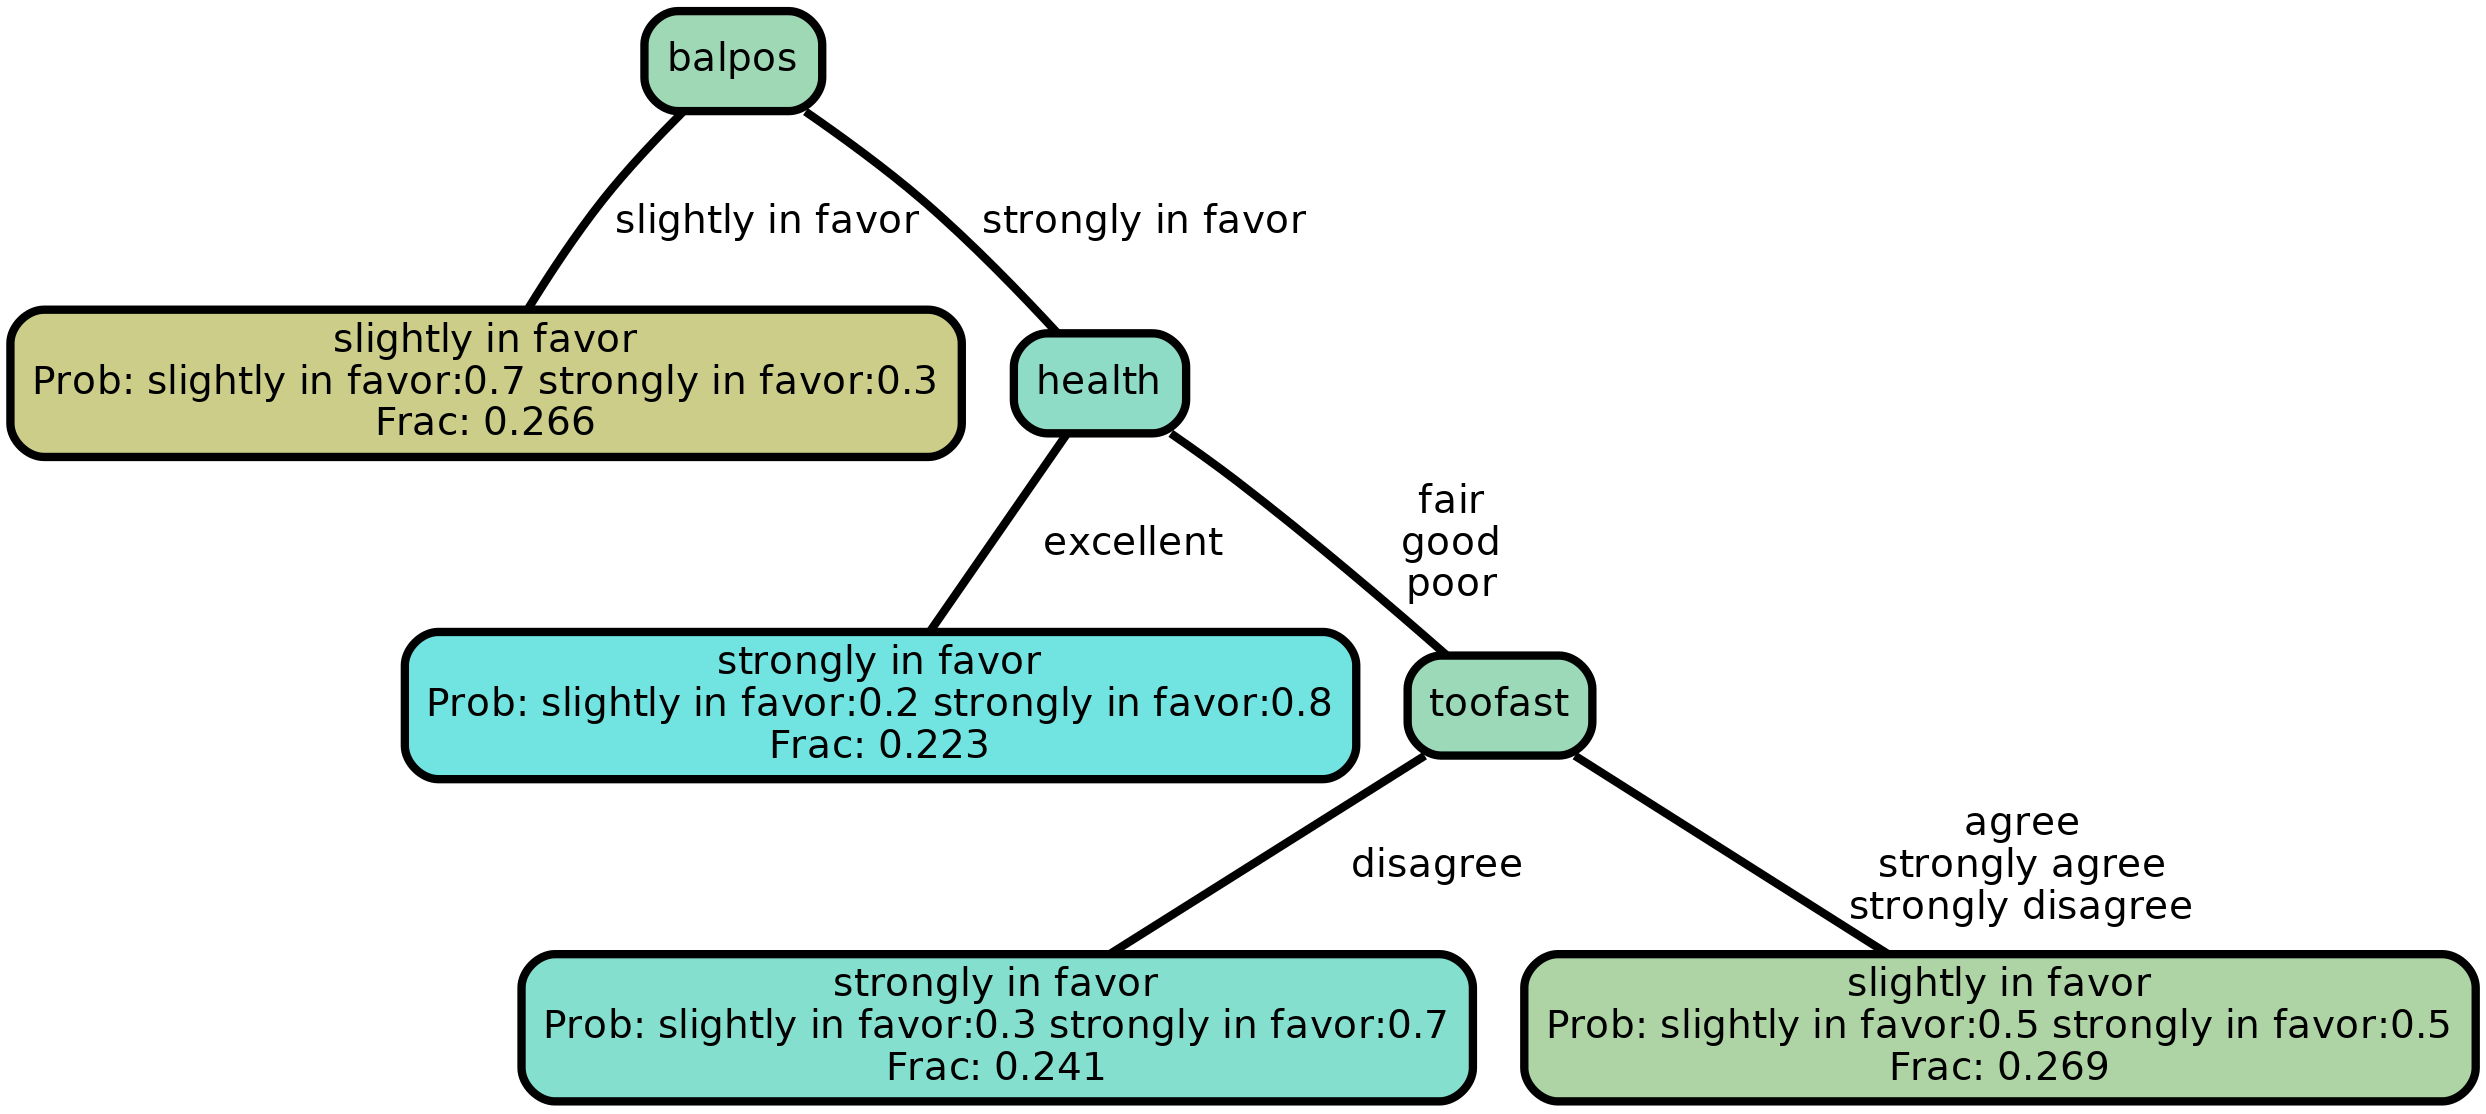 balpos
slightly in favor
strongly in favor
slightly in favor
Prob: slightly in favor:0.7 strongly in favor:0.3
Frac: 0.266
health
excellent
fair
good
poor
strongly in favor
Prob: slightly in favor:0.2 strongly in favor:0.8
Frac: 0.223
toofast
disagree
agree
strongly agree
strongly disagree
strongly in favor
Prob: slightly in favor:0.3 strongly in favor:0.7
Frac: 0.241
slightly in favor
Prob: slightly in favor:0.5 strongly in favor:0.5
Frac: 0.269